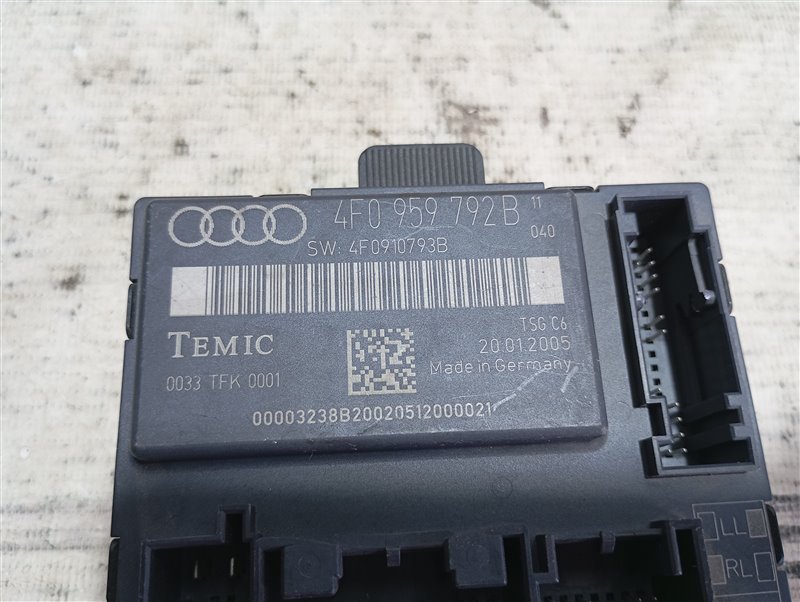 4F0 959 792B 11
040
SW: 4F0910793B
TEMIC
TSG C6
20.01.2005
Made in Germany
0033 TFK 0001
00003238B20020512000021
LL
RL